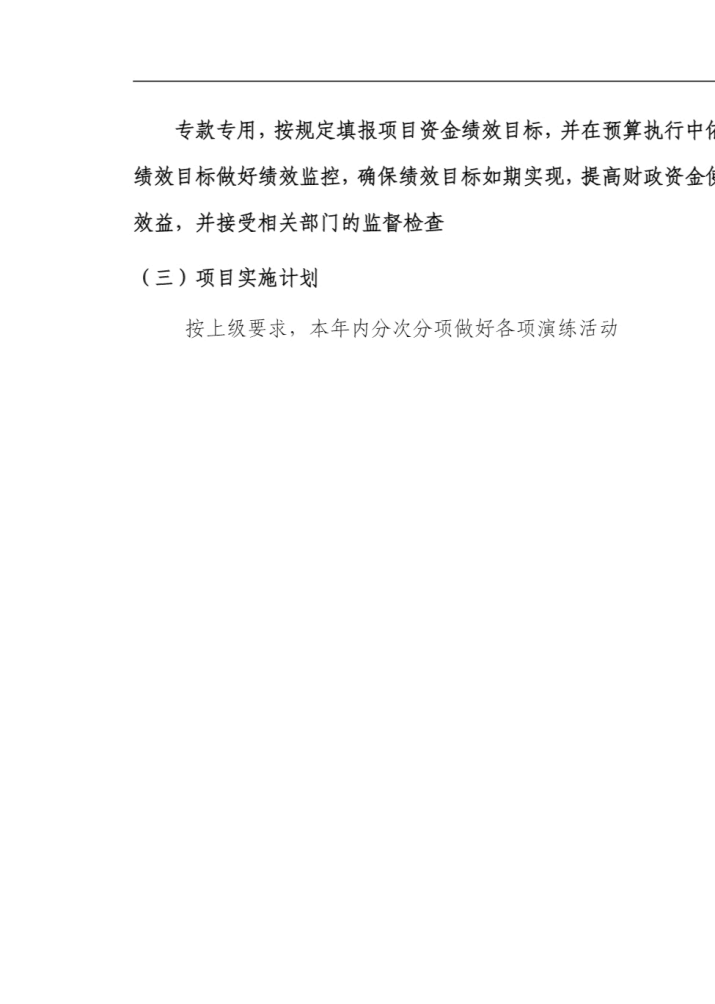 专款专用，按规定填报项目资金绩效目标，并在预算执行中
绩效目标做好绩效监控，确保绩效目标如期实现，提高财政资金
效益，并接受相关部门的监督检查
（三）项目实施计划
按上级要求，本年内分次分项做好各项演练活动